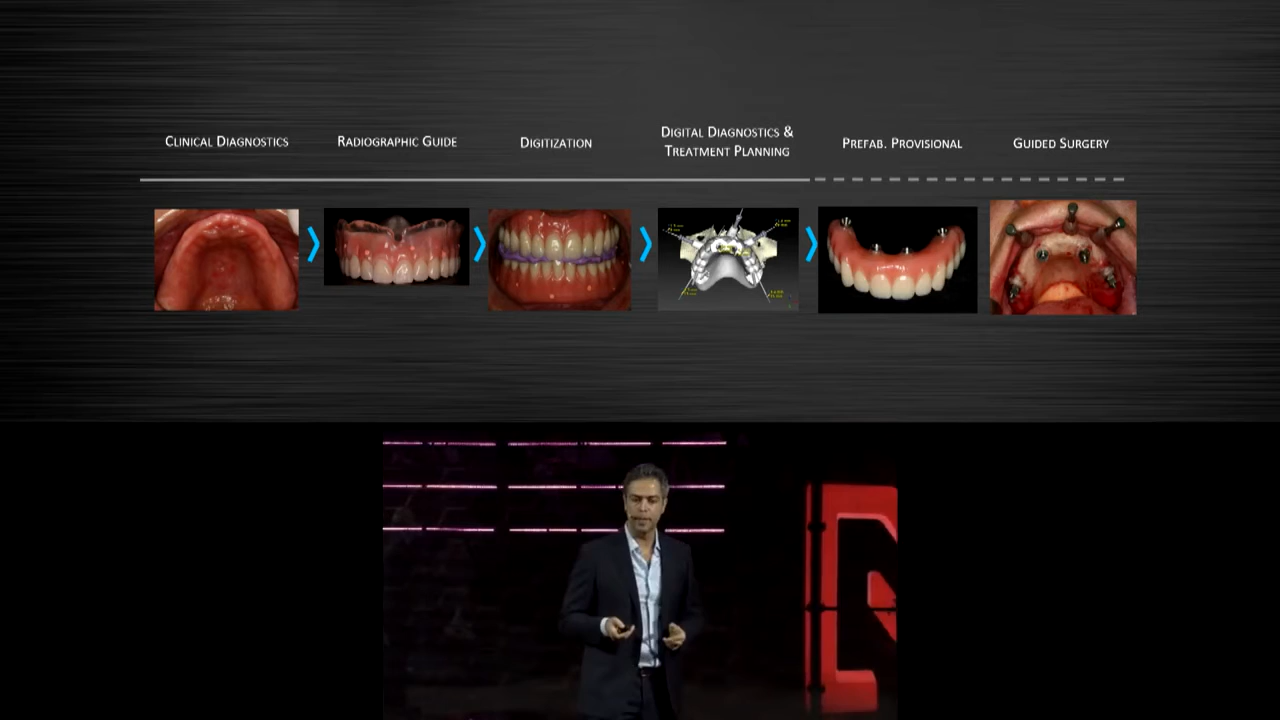 CLINICAL DIAGNOSTICS
RADIOGRAPHIC GUIDE
DIGITIZATION
DIGITAL DIAGNOSTICS &
TREATMENT PLANNING
PREFAB. PROVISIONAL
GUIDED SURGERY